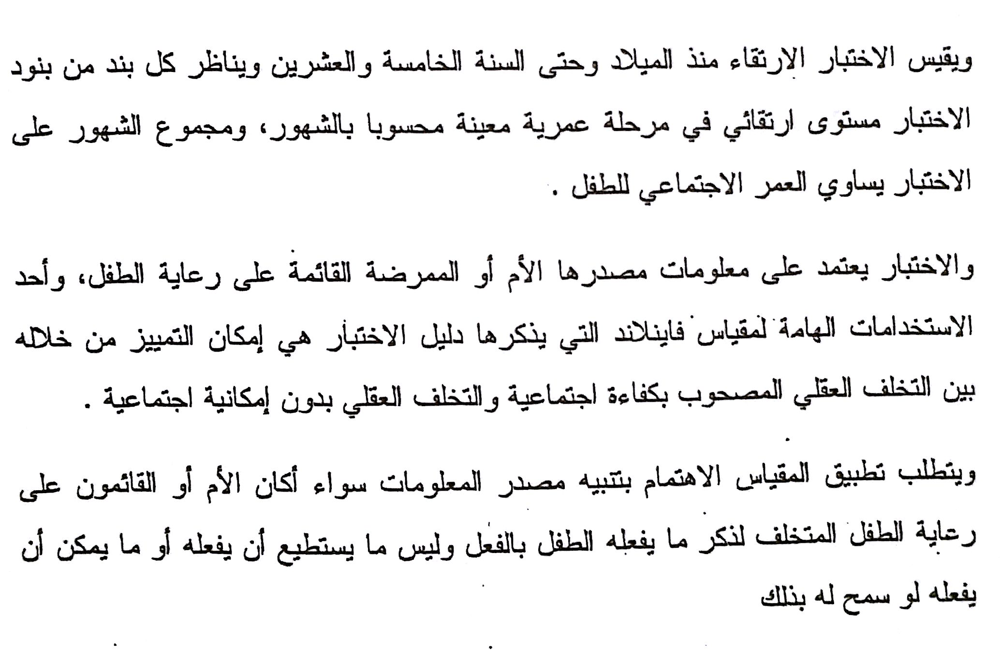 ويقيس الاختبار الارتقاء منذ الميلاد وحتى السنة الخامسة والعشرين ويناظر كل بند من بنود
الاختبار مستوى ارتقائي في مرحلة عمرية معينة محسوبا بالشهور، ومجموع الشهور على
الاختبار يساوي العمر الاجتماعي للطفل .
والاختبار يعتمد على معلومات مصدرها الأم أو الممرضة القائمة على رعاية الطفل، وأحد
الاستخدامات الهامة لمقياس فاينلاند التي يذكرها دليل الاختبار هي إمكان التمييز من خلاله
بين التخلف العقلي المصحوب بكفاءة اجتماعية والتخلف العقلي بدون إمكانية اجتماعية .
ويتطلب تطبيق المقياس الاهتمام بتنبيه مصدر المعلومات سواء أكان الأم أو القائمون على
رعاية الطفل المتخلف لذكر ما يفعله الطفل بالفعل وليس ما يستطيع أن يفعله أو ما يمكن أن
يفعله لو سمح له بذلك